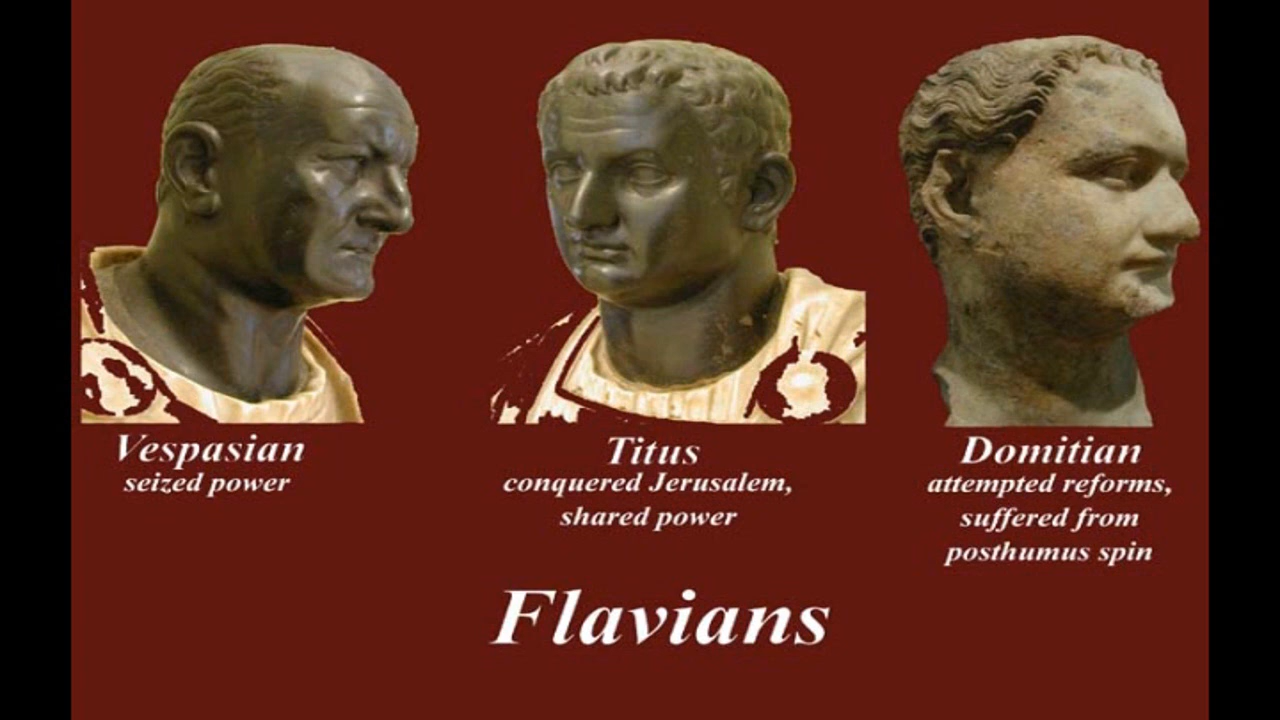 Vespasian
seized power
Titus
conquered Jerusalem,
shared power
Domitian
attempted reforms,
suffered from
posthumus spin
Flavians